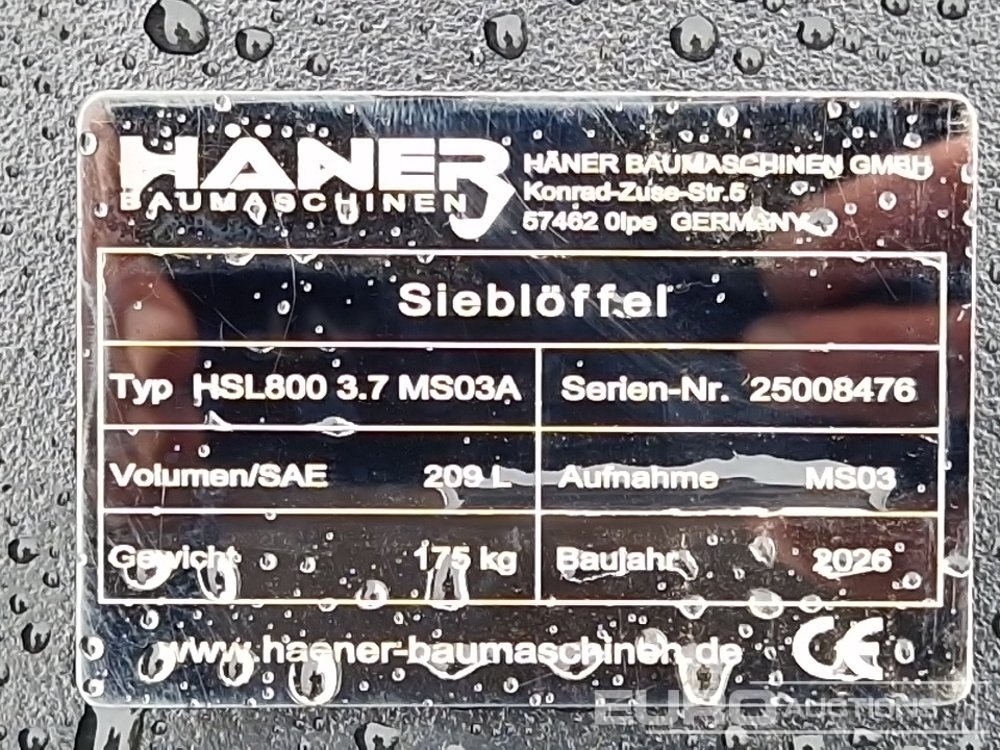 HÄNER
BAUMASCHINEN
HÄNER BAUMASCHINEN GMBH
Konrad-Zuse-Str.5
57462 Olpe GERMANY
Sieblöffel
Typ HSL800 3.7 MS03A Serien-Nr. 25008476
Volumen/SAE 209 L Aufnahme MS03
Gewicht 175 kg Baujahr 2026
www.haener-baumaschinen.de CE
EURO AUCTIONS